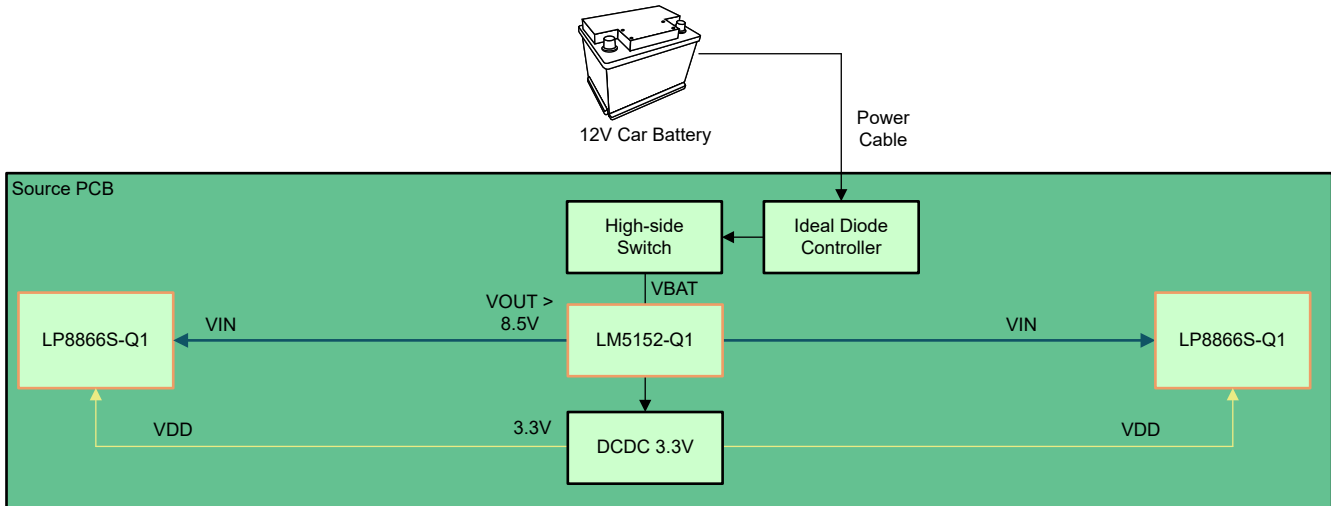 12V Car Battery
Power
Cable
Source PCB
High-side
Switch
Ideal Diode
Controller
VBAT
LP8866S-Q1
VIN
VOUT >
8.5V
LM5152-Q1
VIN
LP8866S-Q1
VDD
3.3V
DCDC 3.3V
VDD